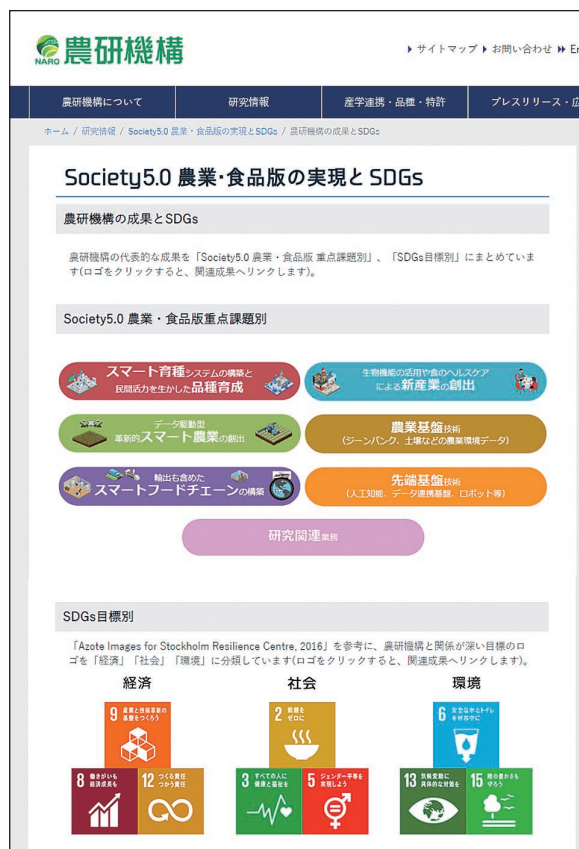 NARO 農研機構
サイトマップ お問い合わせ En
農研機構について 研究情報 産学連携・品種・特許 プレスリリース・広
ホーム / 研究情報 / Society5.0 農業・食品版の実現とSDGs / 農研機構の成果とSDGs
Society5.0 農業・食品版の実現と SDGs
農研機構の成果とSDGs
農研機構の代表的な成果を「Society5.0 農業・食品版 重点課題別」、「SDGs目標別」にまとめていま
す(ロゴをクリックすると、関連成果へリンクします)。
Society5.0 農業・食品版重点課題別
スマート育種システムの構築と
民間活力を生かした品種育成
生物機能の活用や食のヘルスケア
による新産業の創出
データ駆動型
革新的スマート農業の創出
農業基盤技術
(ジーンバンク、土壌などの農業環境データ)
輸出も含めた
スマートフードチェーンの構築
先端基盤技術
(人工知能、データ連携基盤、ロボット等)
研究関連業務
SDGs目標別
「Azote Images for Stockholm Resilience Centre, 2016」を参考に、農研機構と関係が深い目標のロ
ゴを「経済」「社会」「環境」に分類しています(ロゴをクリックすると、関連成果へリンクします)。
経済 社会 環境
9 産業と技術革新の
基盤をつくろう
2 飢餓を
ゼロに
6 安全な水とトイレ
を世界中に
8 働きがいも
経済成長も
12 つくる責任
つかう責任
3 すべての人に
健康と福祉を
5 ジェンダー平等を
実現しよう
13 気候変動に
具体的な対策を
15 陸の豊かさも
守ろう